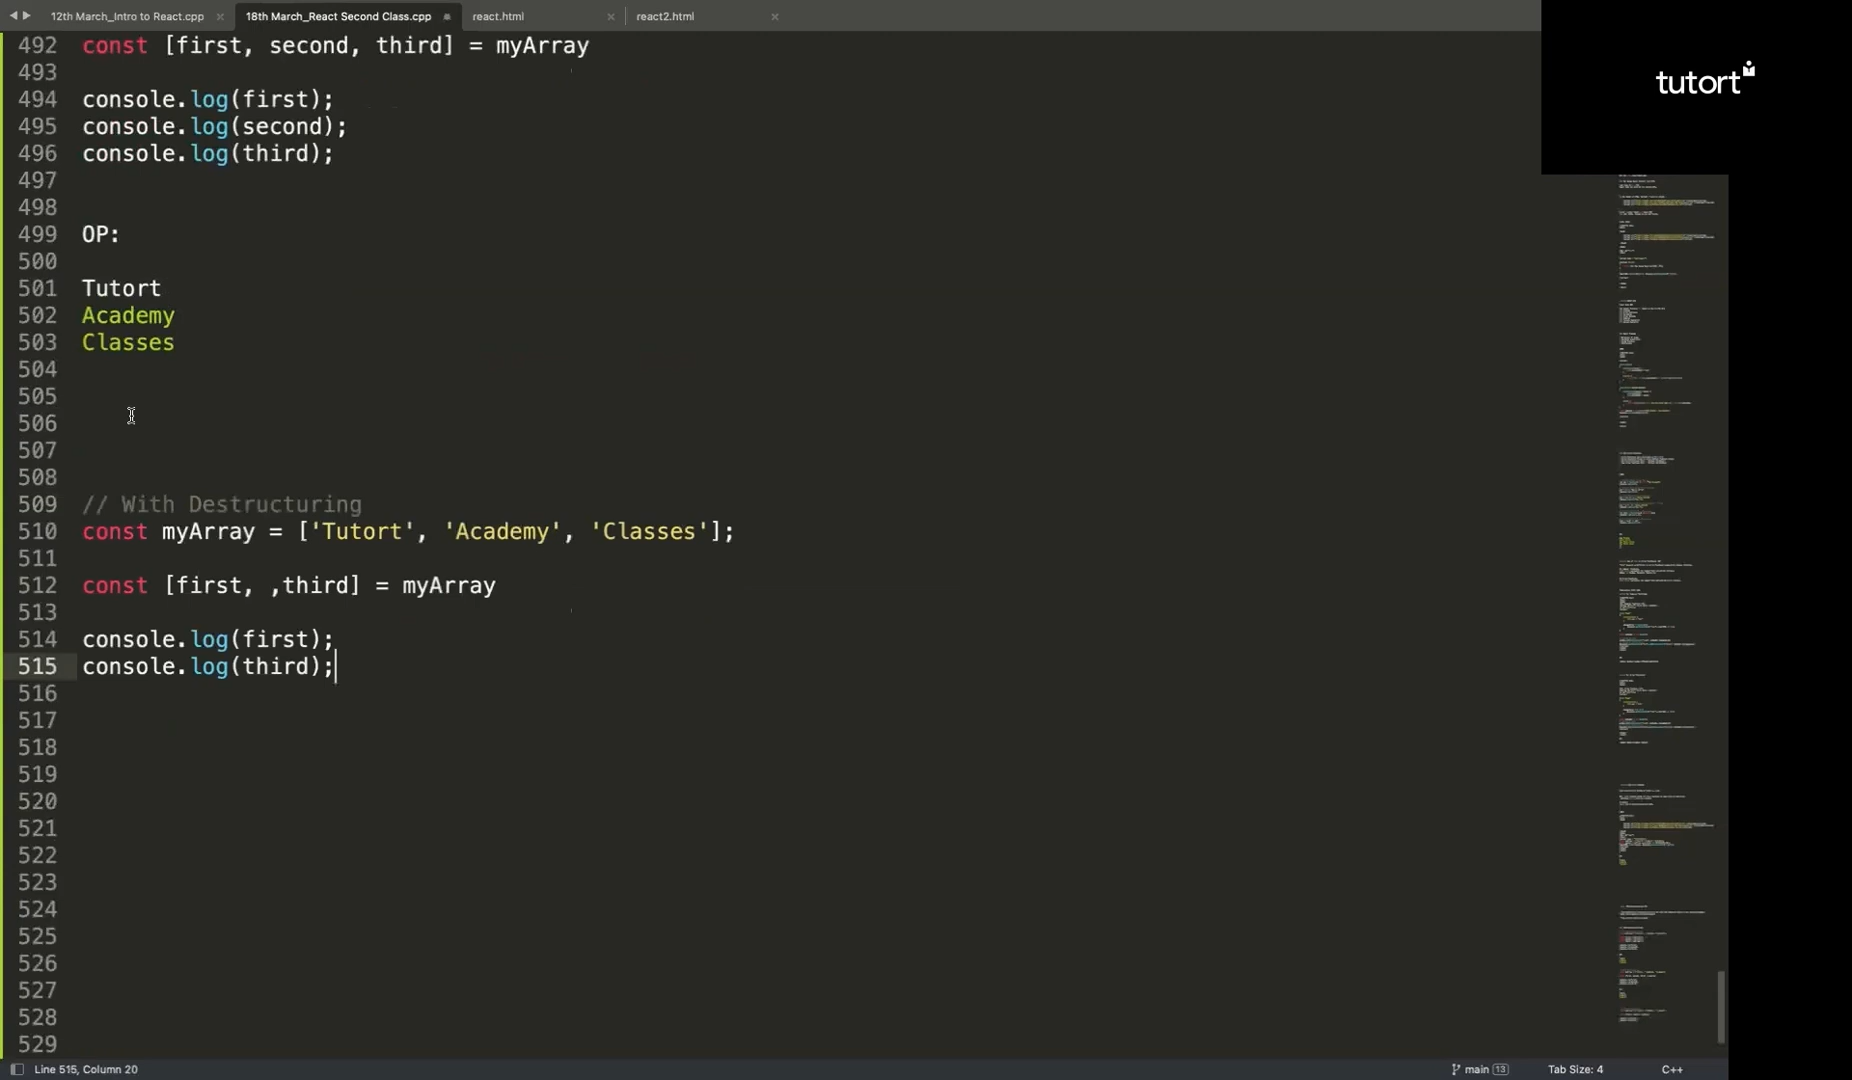 12th March_Intro to React.cpp
18th March_React Second Class.cpp
react.html
react2.html
tutort
492 const [first, second, third] = myArray
493
494 console.log(first);
495 console.log(second);
496 console.log(third);
497
498
499 OP:
500
501 Tutort
502 Academy
503 Classes
504
505
506
507
508
509 // With Destructuring
510 const myArray = ['Tutort', 'Academy', 'Classes'];
511
512 const [first, ,third] = myArray
513
514 console.log(first);
515 console.log(third);
516
517
518
519
520
521
522
523
524
525
526
527
528
529
Line 515, Column 20
main 13
Tab Size: 4
C++